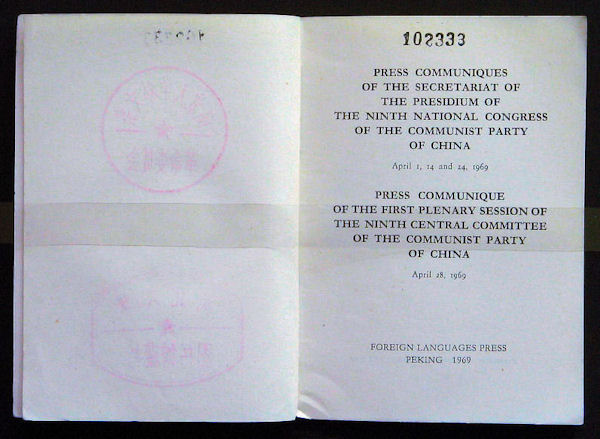 102333
PRESS COMMUNIQUES
OF THE SECRETARIAT OF
THE PRESIDIUM OF
THE NINTH NATIONAL CONGRESS
OF THE COMMUNIST PARTY
OF CHINA
April 1, 14 and 24, 1969
PRESS COMMUNIQUE
OF THE FIRST PLENARY SESSION OF
THE NINTH CENTRAL COMMITTEE
OF THE COMMUNIST PARTY
OF CHINA
April 28, 1969
FOREIGN LANGUAGES PRESS
PEKING 1969